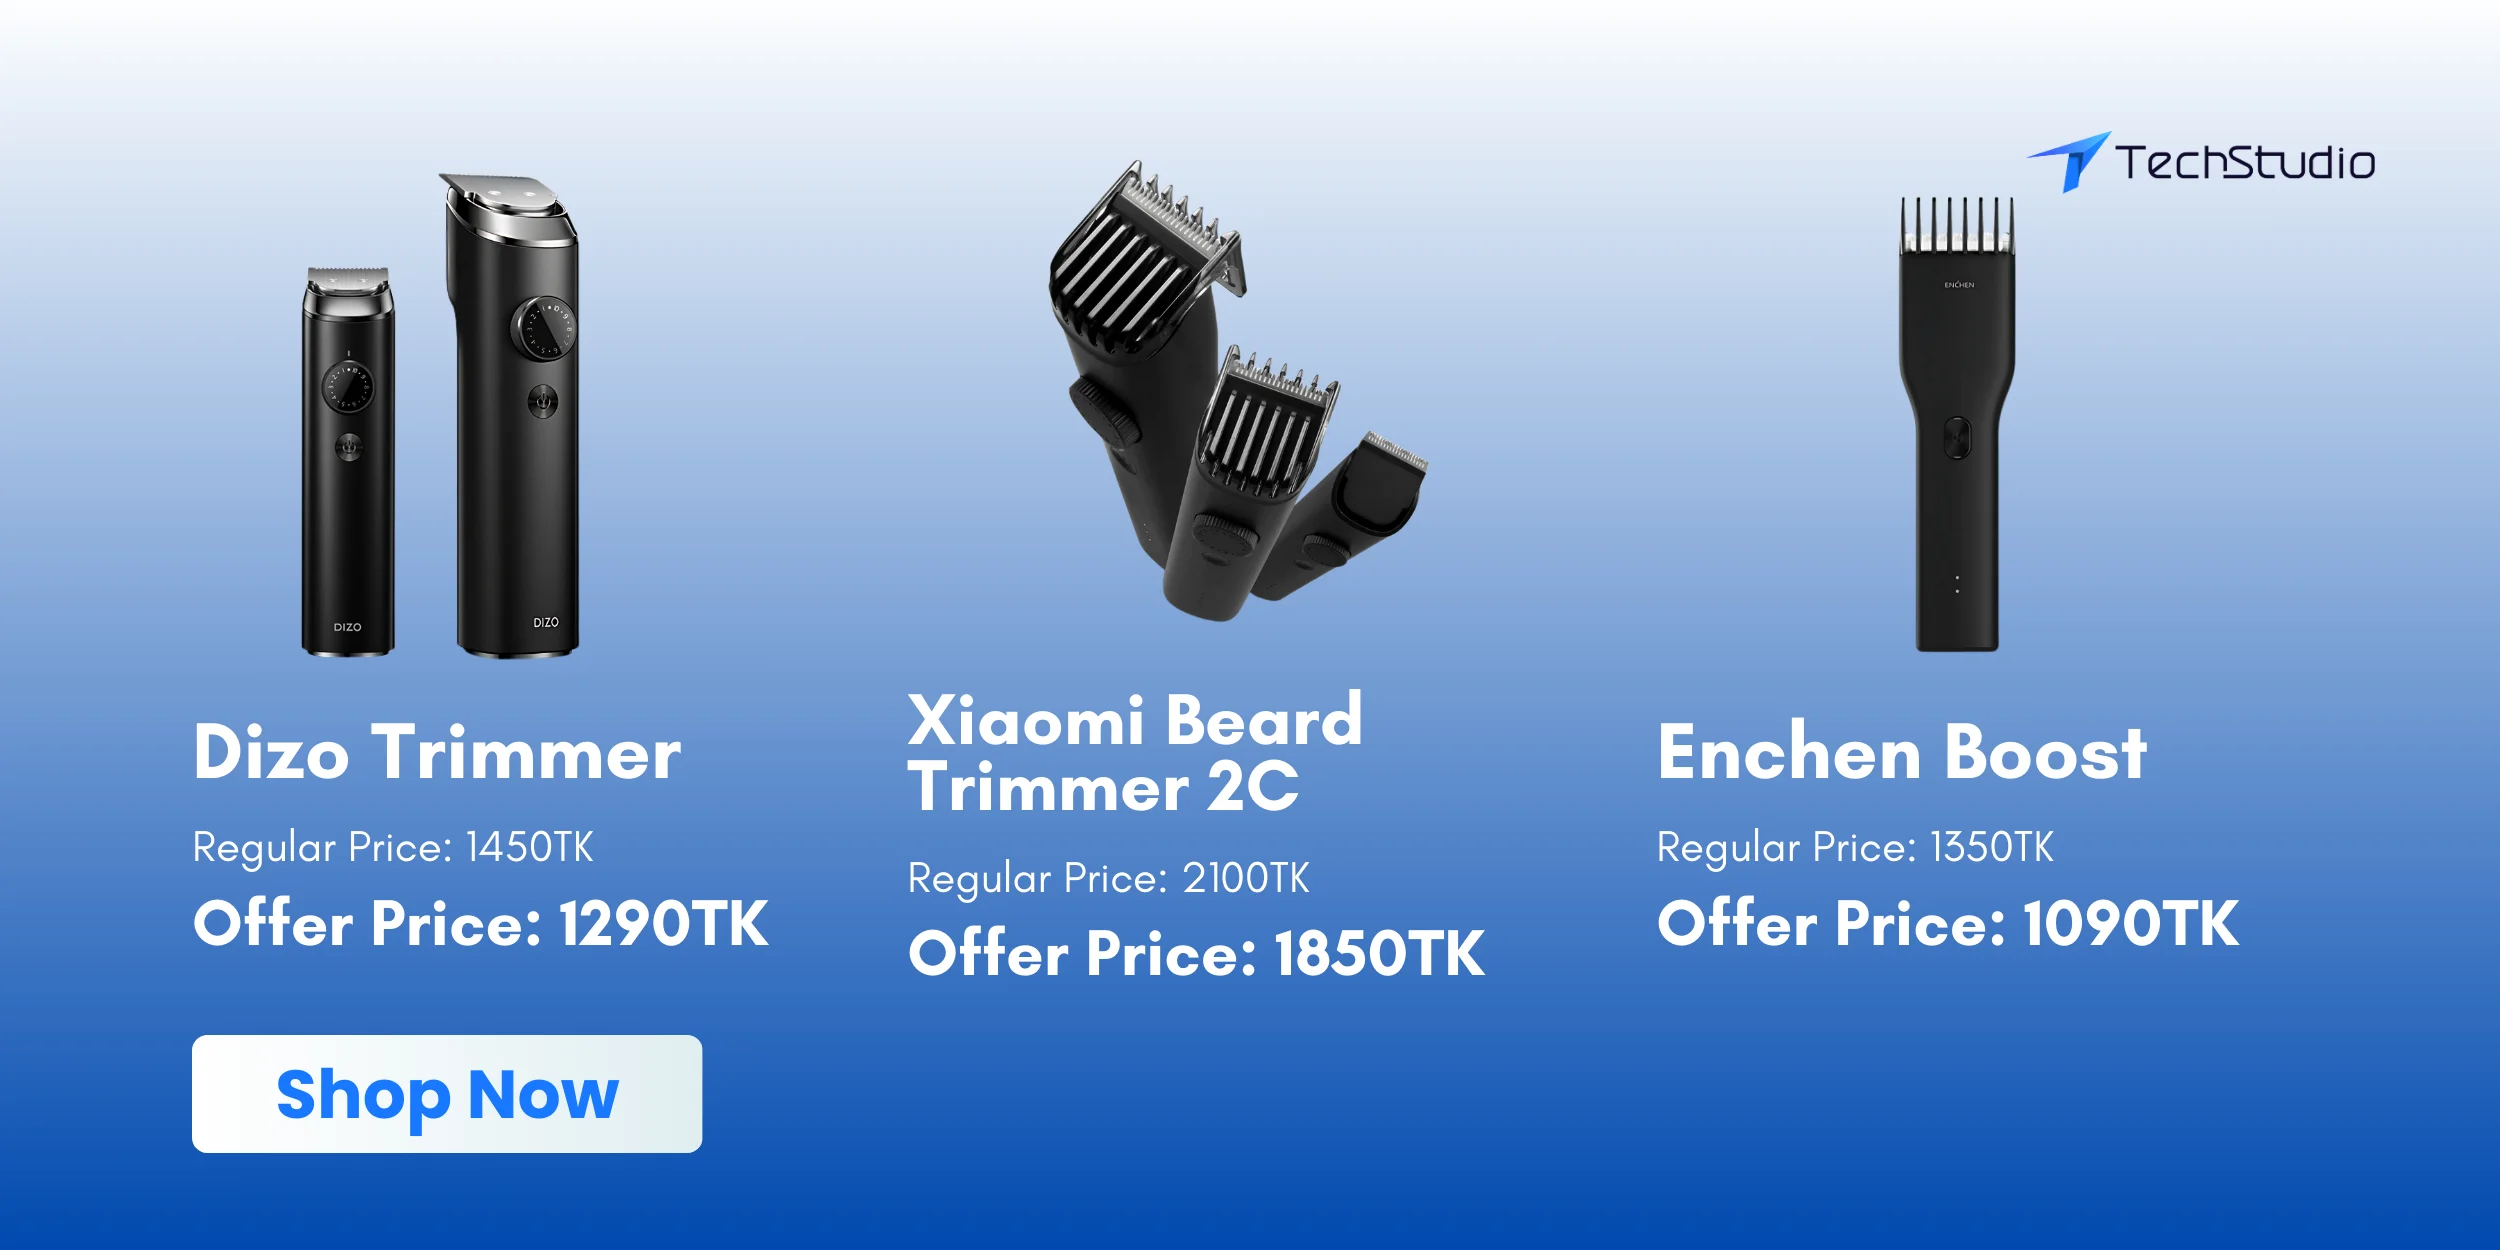 TechStudio
ENCHEN
DIZO
DIZO
Dizo Trimmer
Regular Price: 1450TK
Offer Price: 1290TK
Xiaomi Beard
Trimmer 2C
Regular Price: 2100TK
Offer Price: 1850TK
Enchen Boost
Regular Price: 1350TK
Offer Price: 1090TK
Shop Now